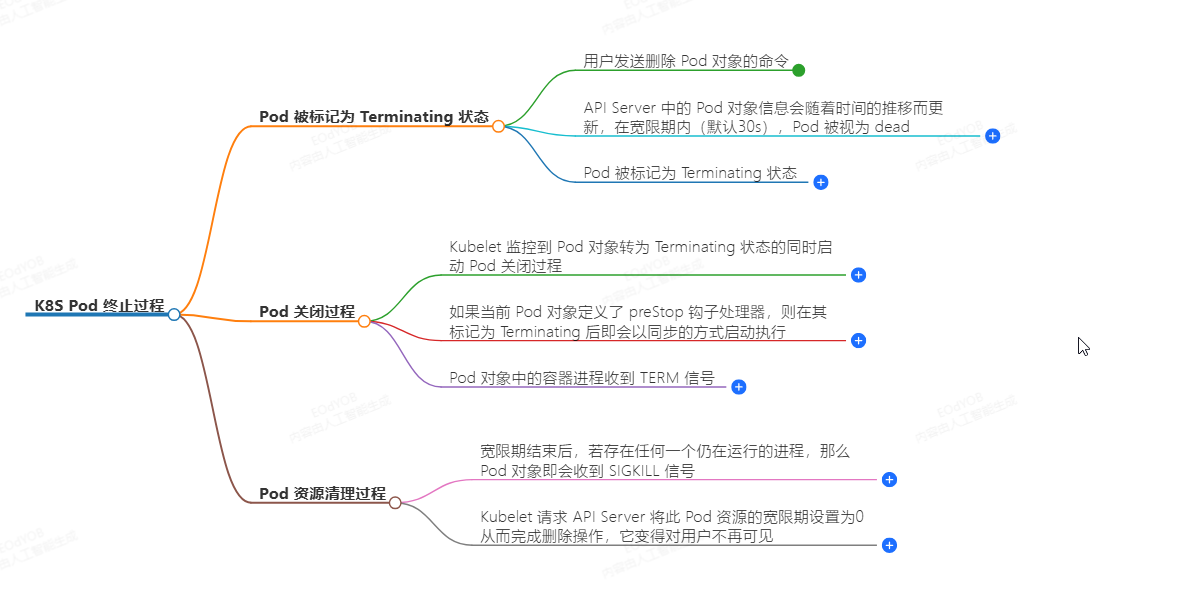 用户发送删除 Pod 对象的命令
Pod 被标记为 Terminating 状态
API Server 中的 Pod 对象信息会随着时间的推移而更
新，在宽限期内（默认30s），Pod 被视为 dead
Pod 被标记为 Terminating 状态
Kubelet 监控到 Pod 对象转为 Terminating 状态的同时启
动 Pod 关闭过程
K8S Pod 终止过程
Pod 关闭过程
如果当前 Pod 对象定义了 preStop 钩子处理器，则在其
标记为 Terminating 后即会以同步的方式启动执行
Pod 对象中的容器进程收到 TERM 信号
宽限期结束后，若存在任何一个仍在运行的进程，那么
Pod 对象即会收到 SIGKILL 信号
Pod 资源清理过程
Kubelet 请求 API Server 将此 Pod 资源的宽限期设置为0
从而完成删除操作，它变得对用户不再可见